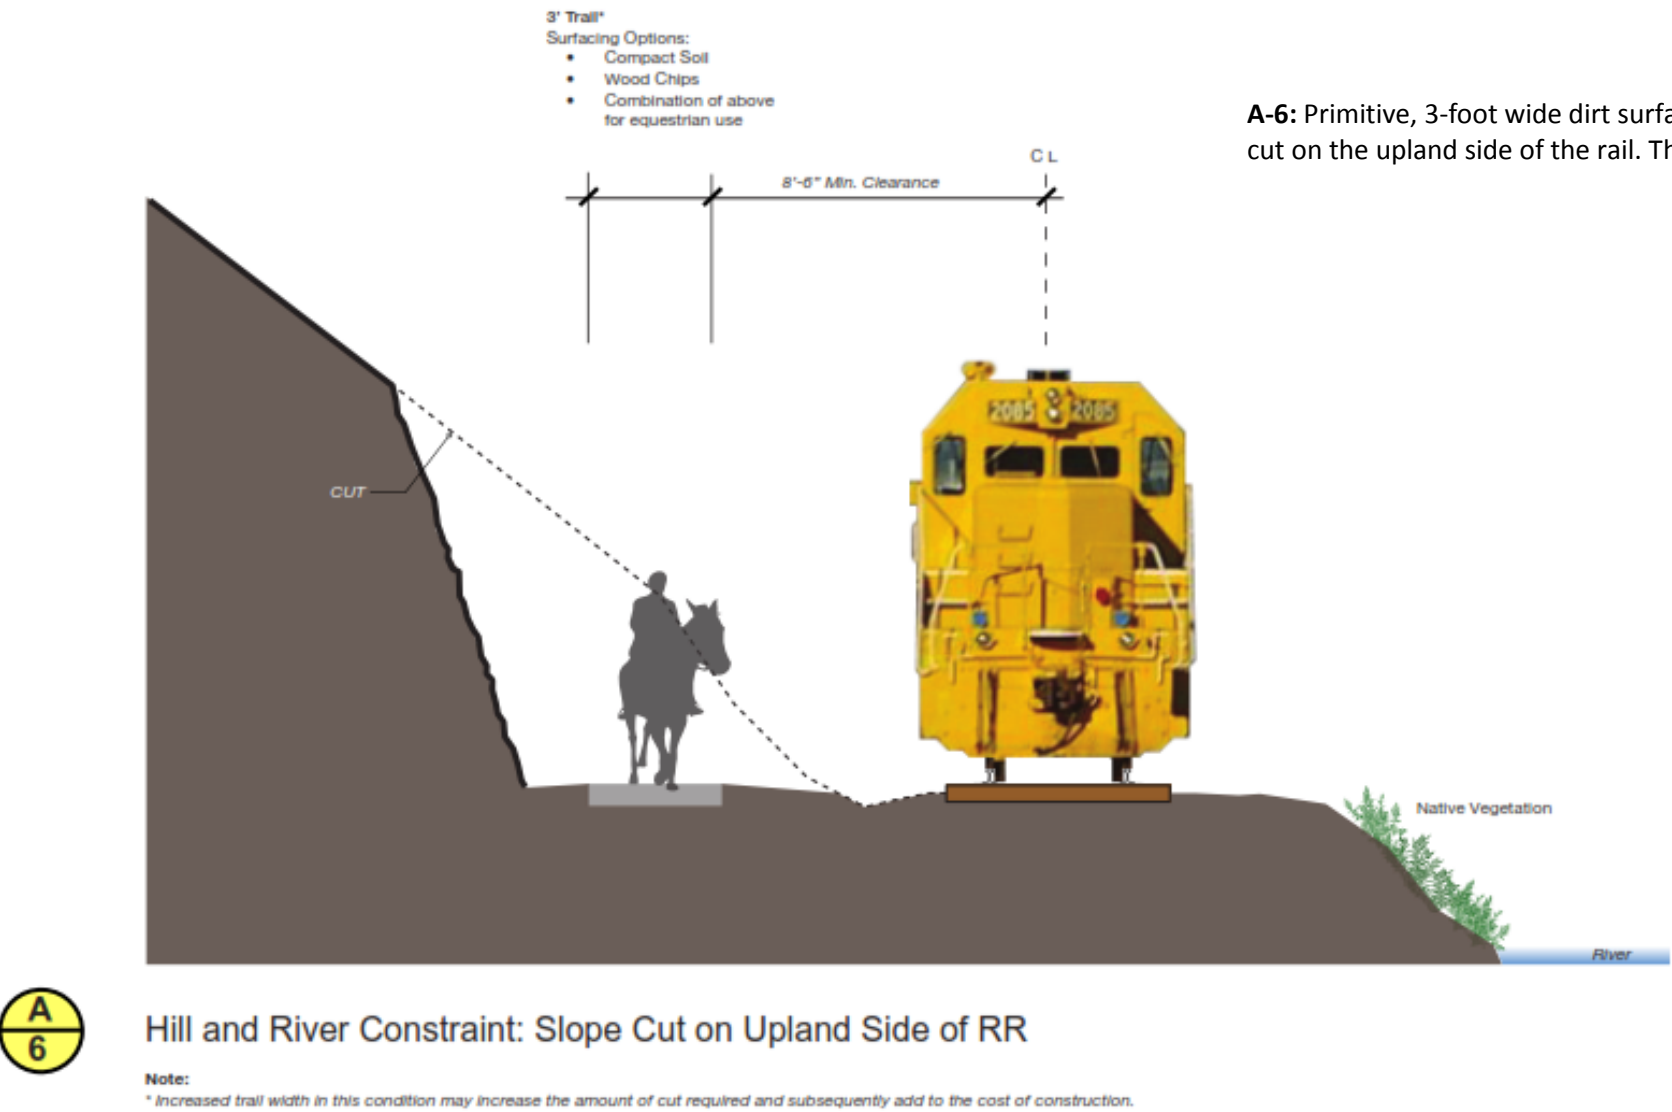 3' Trail*
Surfacing Options:
• Compact Soil
• Wood Chips
• Combination of above
for equestrian use
A-6: Primitive, 3-foot wide dirt surfa
cut on the upland side of the rail. Th
C L
8'-6" Min. Clearance
2085 2085
CUT
Native Vegetation
River
A
6
Hill and River Constraint: Slope Cut on Upland Side of RR
Note:
* Increased trail width in this condition may increase the amount of cut required and subsequently add to the cost of construction.